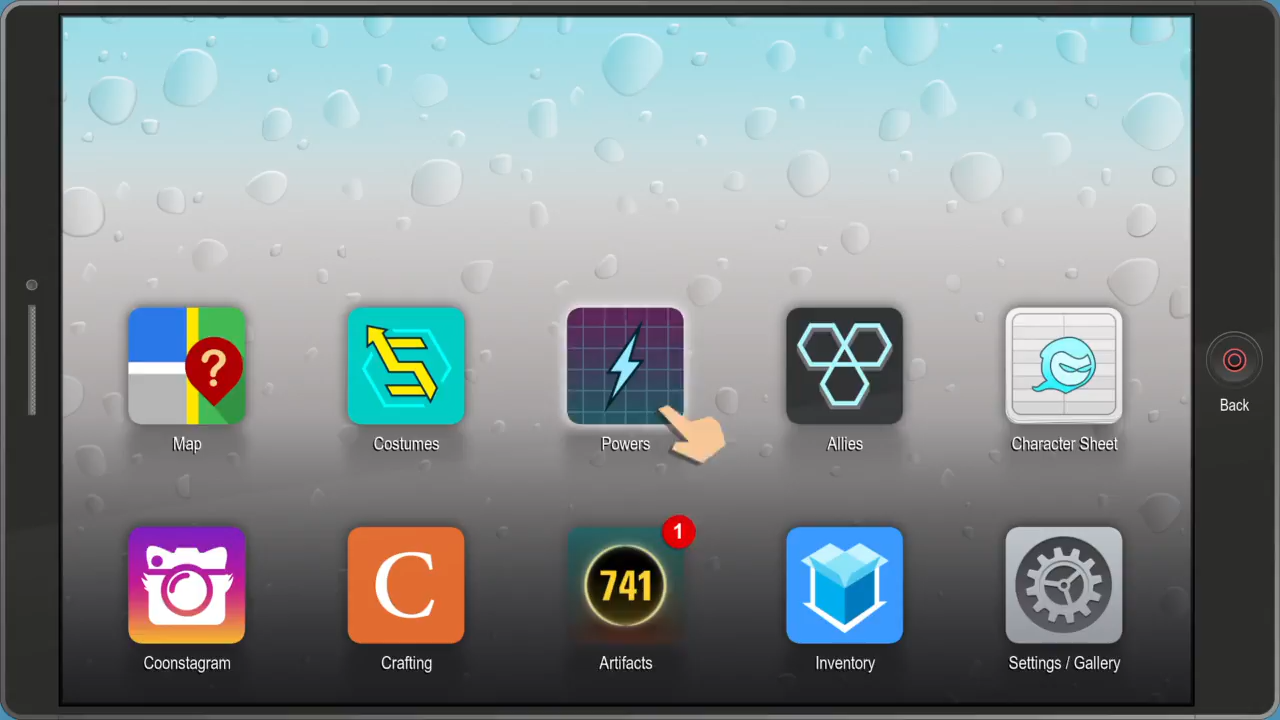 ?
Map
Costumes
Powers
Allies
Character Sheet
Back
1
C
741
Coonstagram
Crafting
Artifacts
Inventory
Settings / Gallery